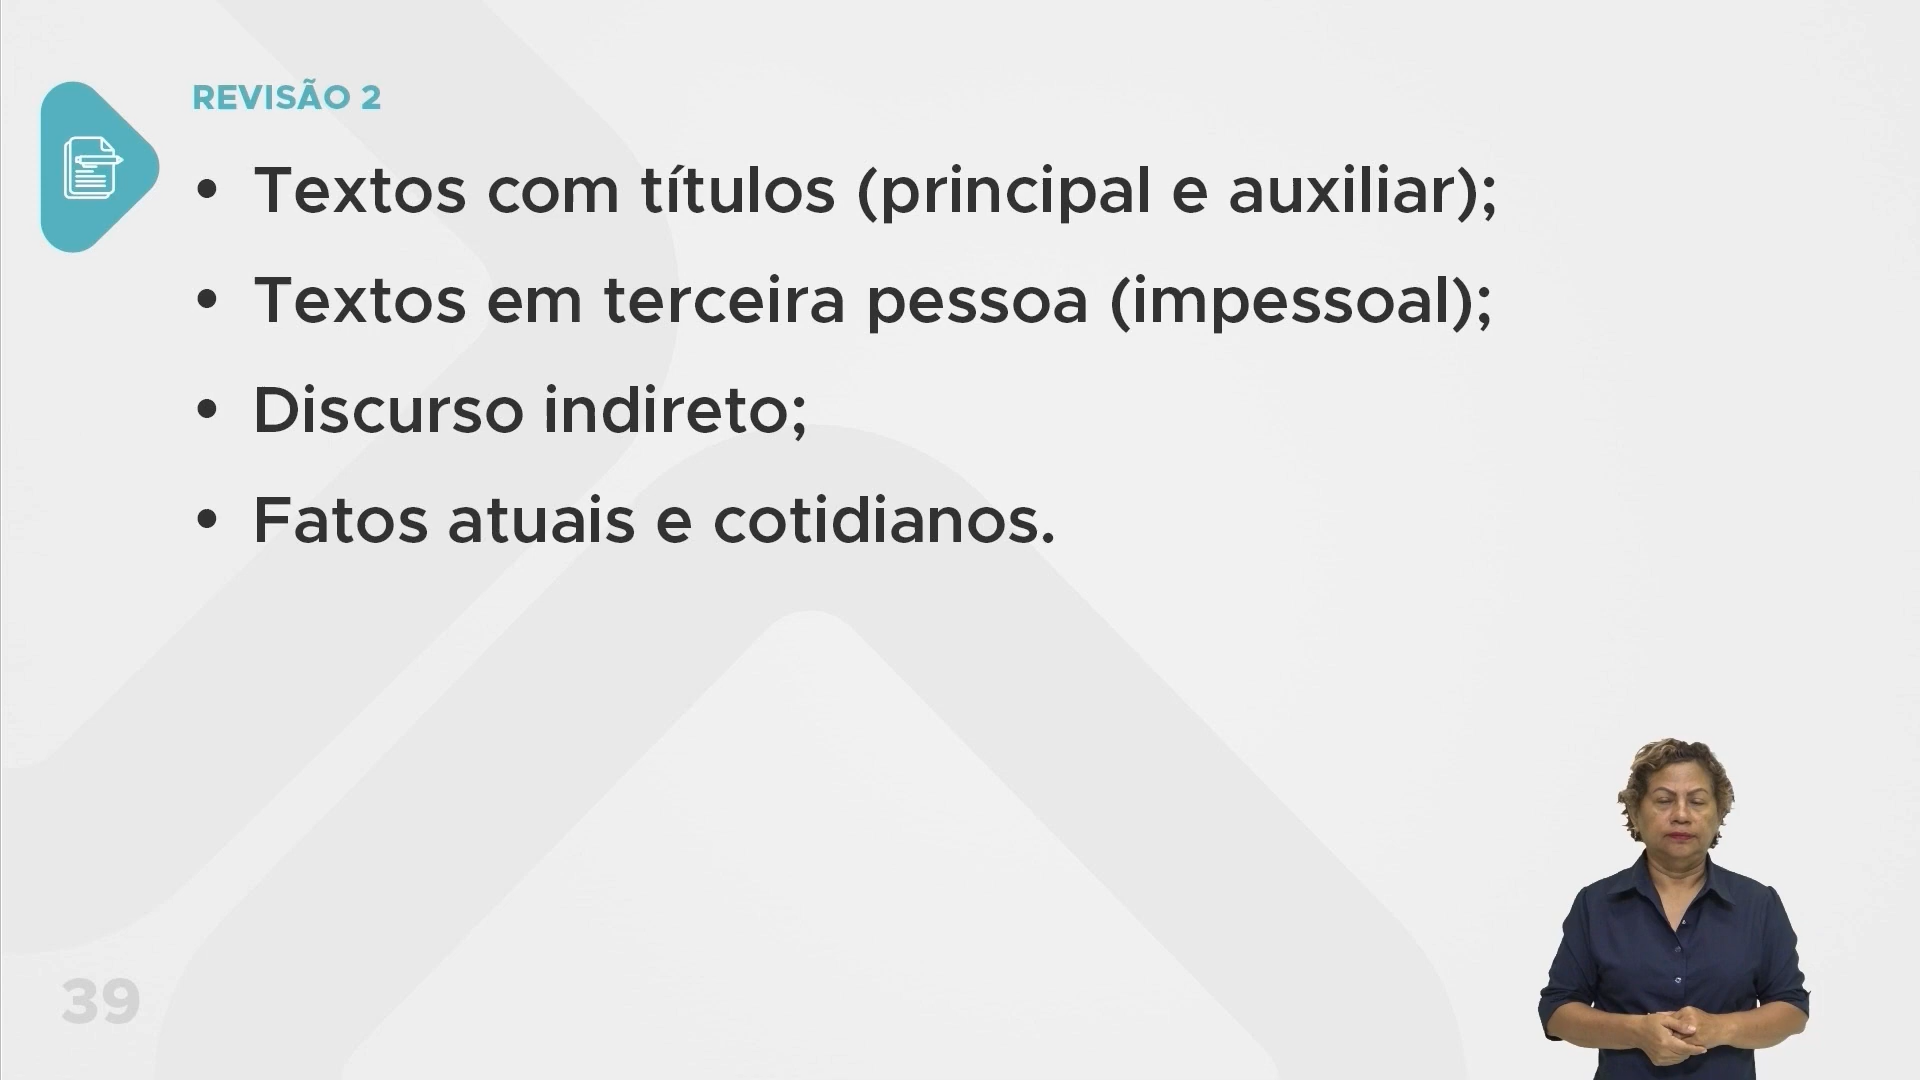 REVISÃO 2
• Textos com títulos (principal e auxiliar);
• Textos em terceira pessoa (impessoal);
• Discurso indireto;
• Fatos atuais e cotidianos.
39